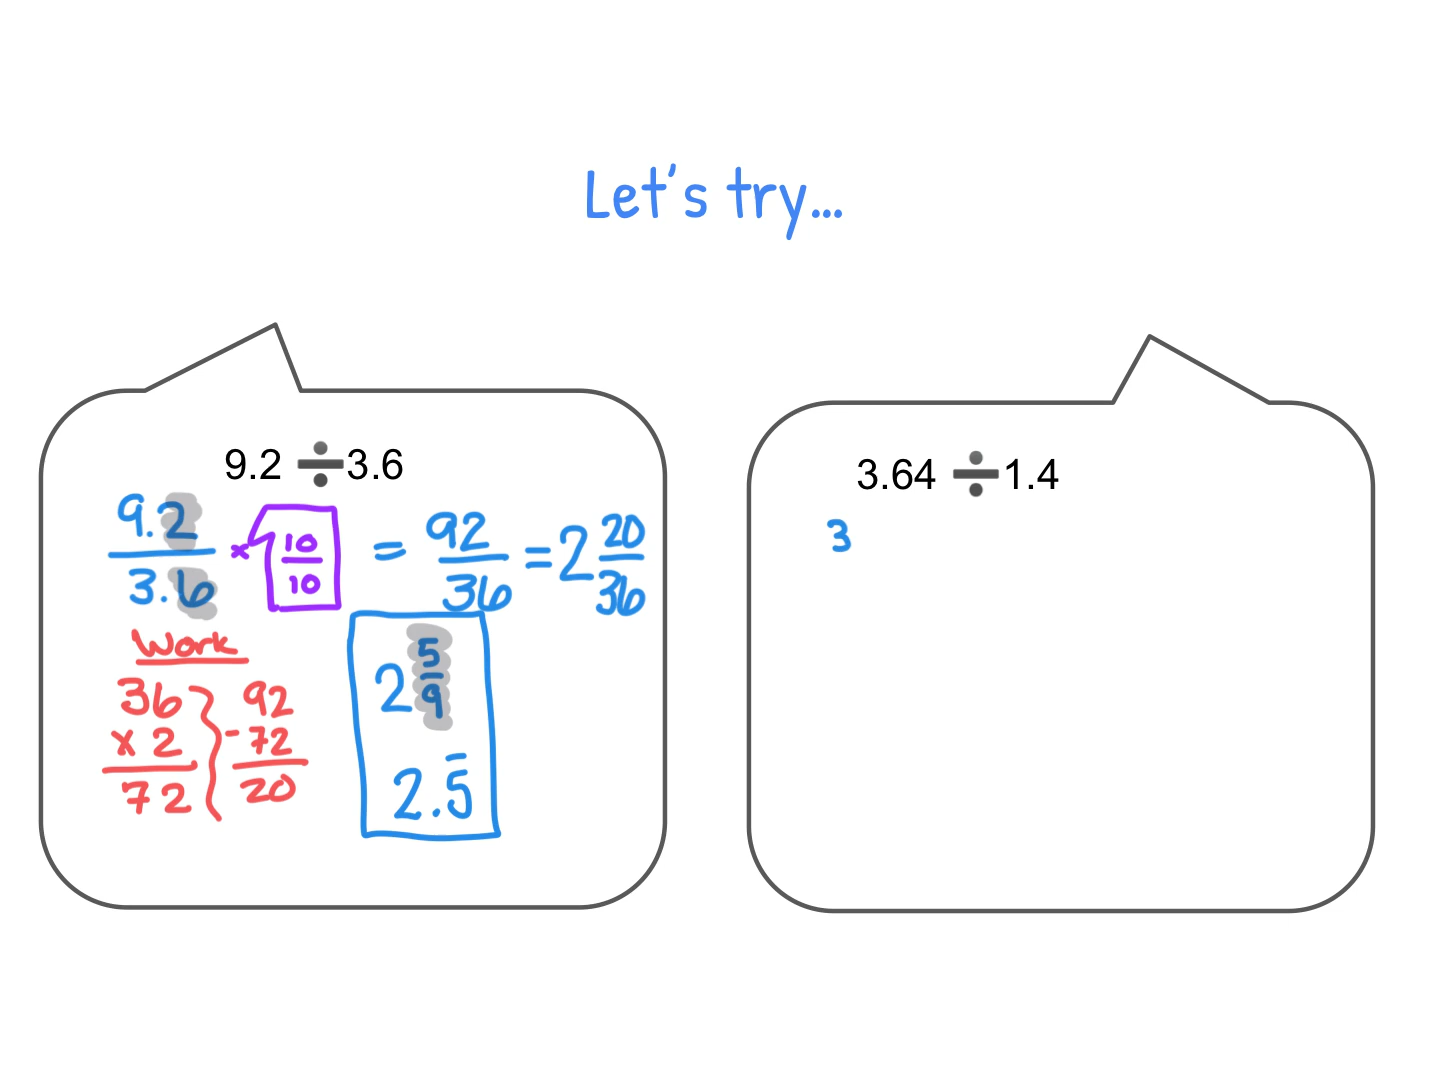 Let's try...
9.2 ÷ 3.6
9.2/3.6 × 10/10 = 92/36 = 2 20/36
Work
36 × 2 = 72
92 - 72 = 20
2 5/9
2.5̅
3.64 ÷ 1.4
3